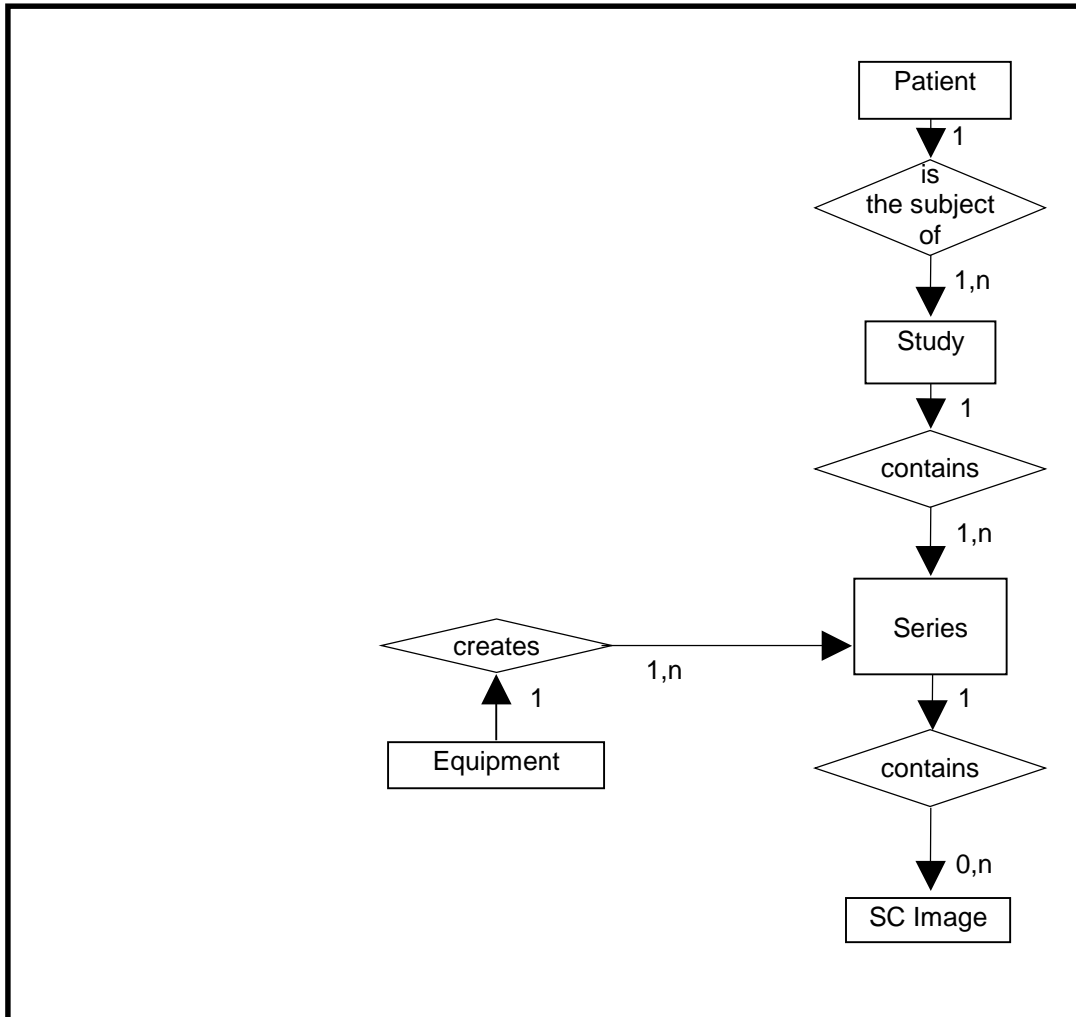 Patient
1
is
the subject
of
1,n
Study
1
contains
1,n
Series
creates
1,n
1
1
Equipment
contains
0,n
SC Image